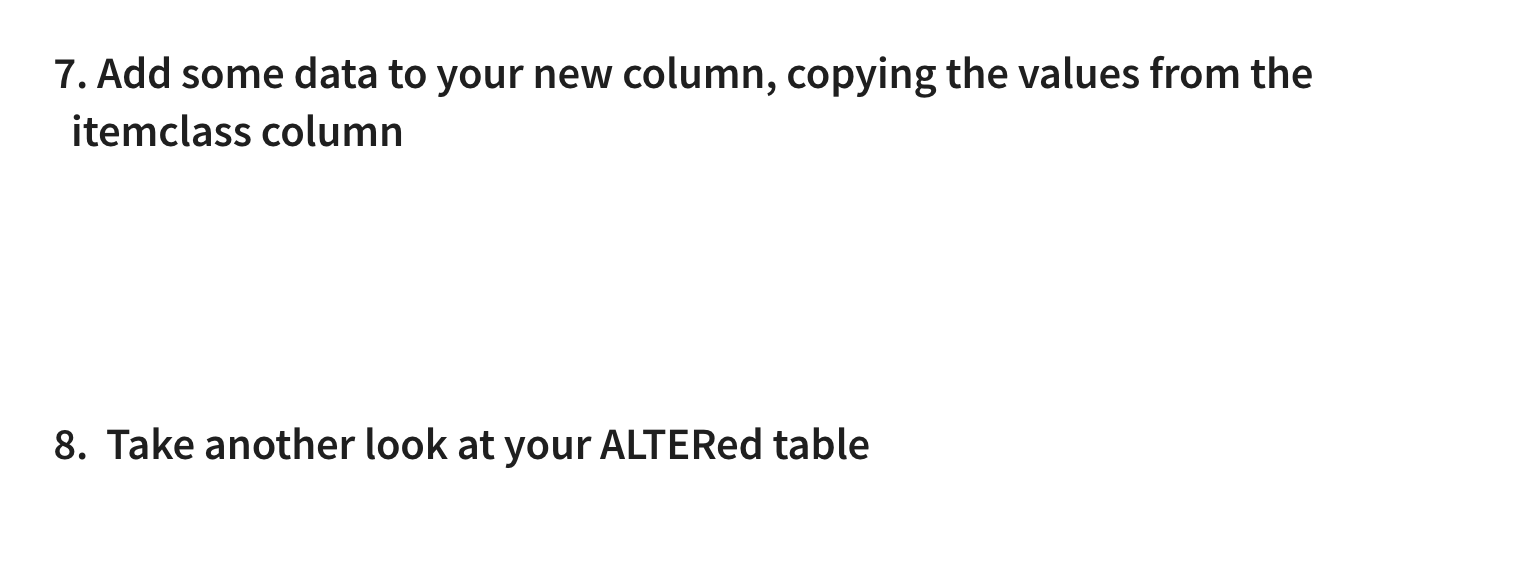 7. Add some data to your new column, copying the values from the
itemclass column
8. Take another look at your ALTERed table